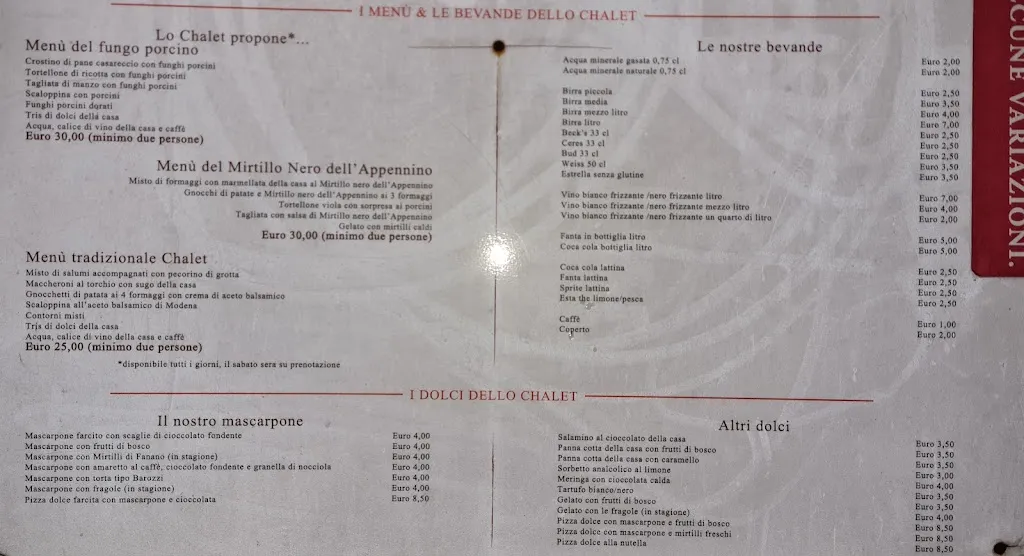 I MENÙ & LE BEVANDE DELLO CHALET
Lo Chalet propone*...
Menù del fungo porcino
Crostino di pane casareccio con funghi porcini
Tortellone di ricotta con funghi porcini
Tagliata di manzo con funghi porcini
Scaloppina con porcini
Funghi porcini dorati
Tris di dolci della casa
Acqua, calice di vino della casa e caffè
Euro 30,00 (minimo due persone)
Menù del Mirtillo Nero dell'Appennino
Misto di formaggi con marmellata della casa al Mirtillo nero dell'Appennino
Gnocchi di patate e Mirtillo nero dell'Appennino ai 3 formaggi
Tortellone viola con sorpresa ai porcini
Tagliata con salsa di Mirtillo nero dell'Appennino
Gelato con mirtilli caldi
Euro 30,00 (minimo due persone)
Menù tradizionale Chalet
Misto di salumi accompagnati con pecorino di grotta
Maccheroni al torchio con sugo della casa
Gnocchetti di patata ai 4 formaggi con crema di aceto balsamico
Scaloppina all'aceto balsamico di Modena
Contorni misti
Tris di dolci della casa
Acqua, calice di vino della casa e caffè
Euro 25,00 (minimo due persone)
*disponibile tutti i giorni, il sabato sera su prenotazione
Le nostre bevande
Acqua minerale gasata 0,75 cl Euro 2,00
Acqua minerale naturale 0,75 cl Euro 2,00
Birra piccola Euro 2,50
Birra media Euro 3,50
Birra mezzo litro Euro 4,00
Birra litro Euro 7,00
Beck's 33 cl Euro 2,50
Ceres 33 cl Euro 2,50
Bud 33 cl Euro 2,50
Weiss 50 cl Euro 3,50
Estrella senza glutine Euro 3,50
Vino bianco frizzante /nero frizzante litro Euro 7,00
Vino bianco frizzante /nero frizzante mezzo litro Euro 4,00
Vino bianco frizzante /nero frizzante un quarto di litro Euro 2,00
Fanta in bottiglia litro Euro 5,00
Coca cola bottiglia litro Euro 5,00
Coca cola lattina Euro 2,50
Fanta lattina Euro 2,50
Sprite lattina Euro 2,50
Esta the limone/pesca Euro 2,50
Caffè Euro 1,00
Coperto Euro 2,00
CUNE VARIAZIONI.
I DOLCI DELLO CHALET
Il nostro mascarpone
Mascarpone farcito con scaglie di cioccolato fondente Euro 4,00
Mascarpone con frutti di bosco Euro 4,00
Mascarpone con Mirtilli di Fanano (in stagione) Euro 4,00
Mascarpone con amaretto al caffè, cioccolato fondente e granella di nocciola Euro 4,00
Mascarpone con torta tipo Barozzi Euro 4,00
Mascarpone con fragole (in stagione) Euro 4,00
Pizza dolce farcita con mascarpone e cioccolata Euro 8,50
Altri dolci
Salamino al cioccolato della casa Euro 3,50
Panna cotta della casa con frutti di bosco Euro 3,50
Panna cotta della casa con caramello Euro 3,50
Sorbetto analcolico al limone Euro 3,00
Meringa con cioccolata calda Euro 4,00
Tartufo bianco/nero Euro 3,50
Gelato con frutti di bosco Euro 3,50
Gelato con le fragole (in stagione) Euro 4,00
Pizza dolce con mascarpone e frutti di bosco Euro 8,50
Pizza dolce con mascarpone e mirtilli freschi Euro 8,50
Pizza dolce alla nutella Euro 8,50